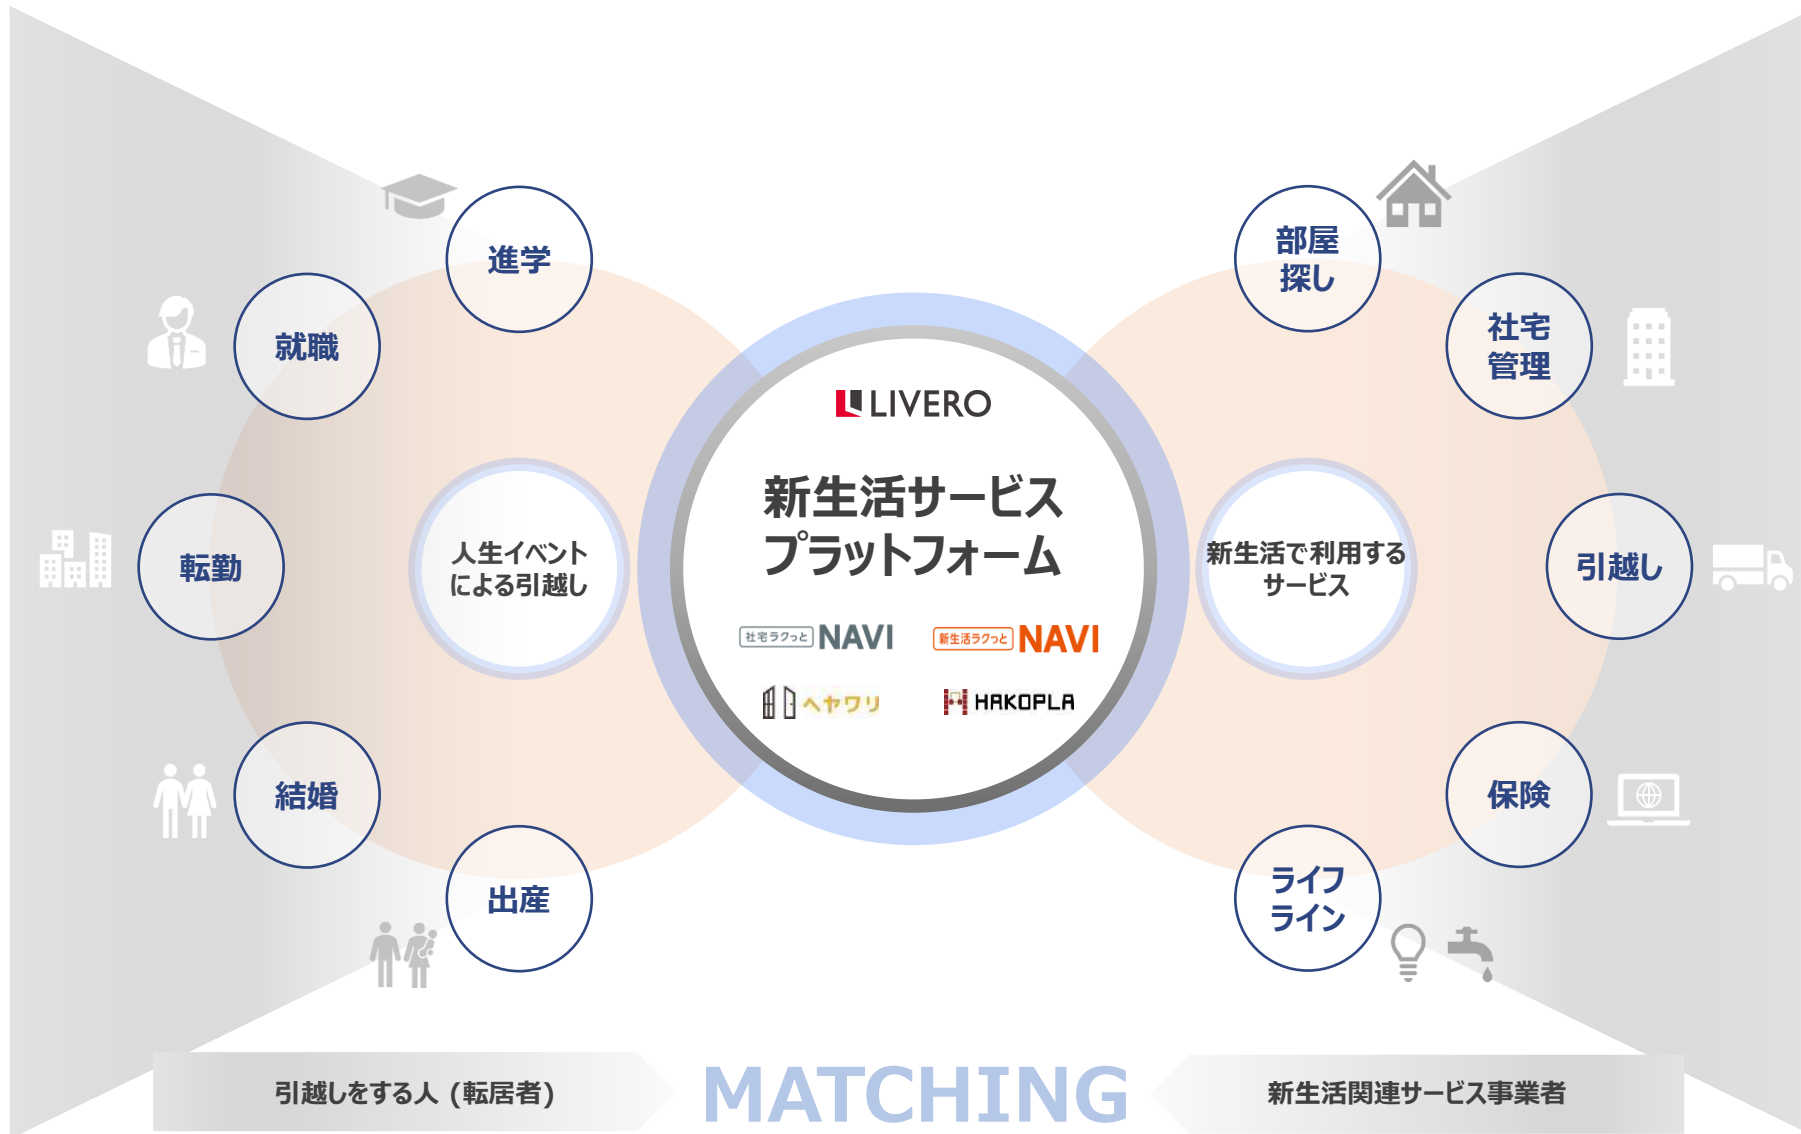 進学
就職
転勤
結婚
出産
人生イベント
による引越し
LIVERO
新生活サービス
プラットフォーム
社宅ラクっと NAVI
新生活ラクっと NAVI
ヘヤワリ
HAKOPLA
新生活で利用する
サービス
部屋
探し
社宅
管理
引越し
保険
ライフ
ライン
引越しをする人 (転居者)
MATCHING
新生活関連サービス事業者